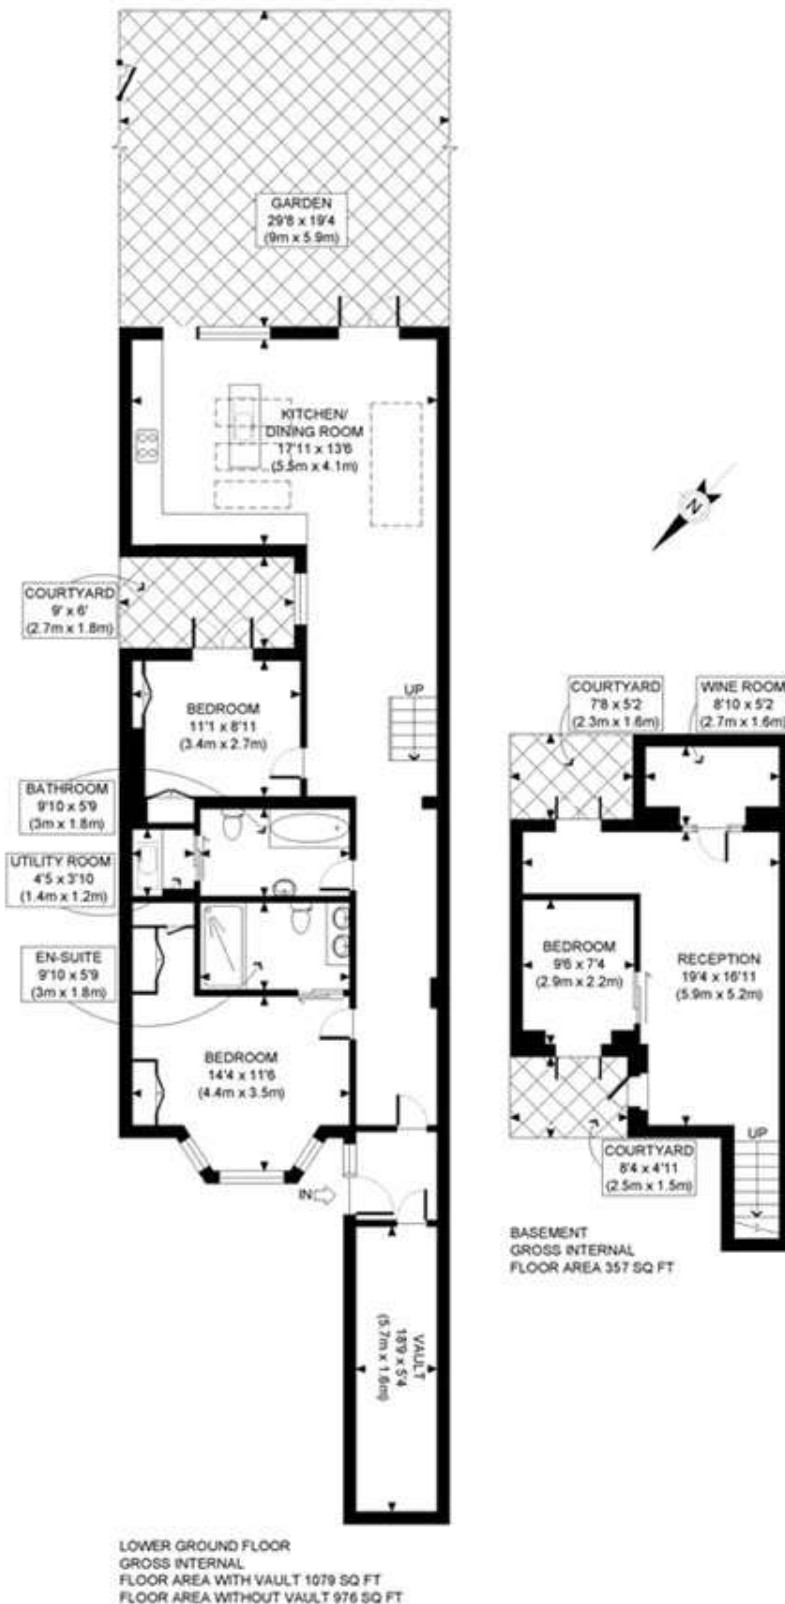 GARDEN
29'8 x 19'4
(9m x 5.9m)
KITCHEN/
DINING ROOM
17'11 x 13'6
(5.5m x 4.1m)
N
COURTYARD
9' x 6'
(2.7m x 1.8m)
BEDROOM
11'1 x 8'11
(3.4m x 2.7m)
UP
BATHROOM
9'10 x 5'9
(3m x 1.8m)
UTILITY ROOM
4'5 x 3'10
(1.4m x 1.2m)
EN-SUITE
9'10 x 5'9
(3m x 1.8m)
BEDROOM
14'4 x 11'6
(4.4m x 3.5m)
IN
VAULT
18'9 x 5'4
(5.7m x 1.6m)
LOWER GROUND FLOOR
GROSS INTERNAL
FLOOR AREA WITH VAULT 1079 SQ FT
FLOOR AREA WITHOUT VAULT 976 SQ FT
COURTYARD
7'8 x 5'2
(2.3m x 1.6m)
WINE ROOM
8'10 x 5'2
(2.7m x 1.6m)
BEDROOM
9'6 x 7'4
(2.9m x 2.2m)
RECEPTION
19'4 x 16'11
(5.9m x 5.2m)
UP
COURTYARD
8'4 x 4'11
(2.5m x 1.5m)
BASEMENT
GROSS INTERNAL
FLOOR AREA 357 SQ FT